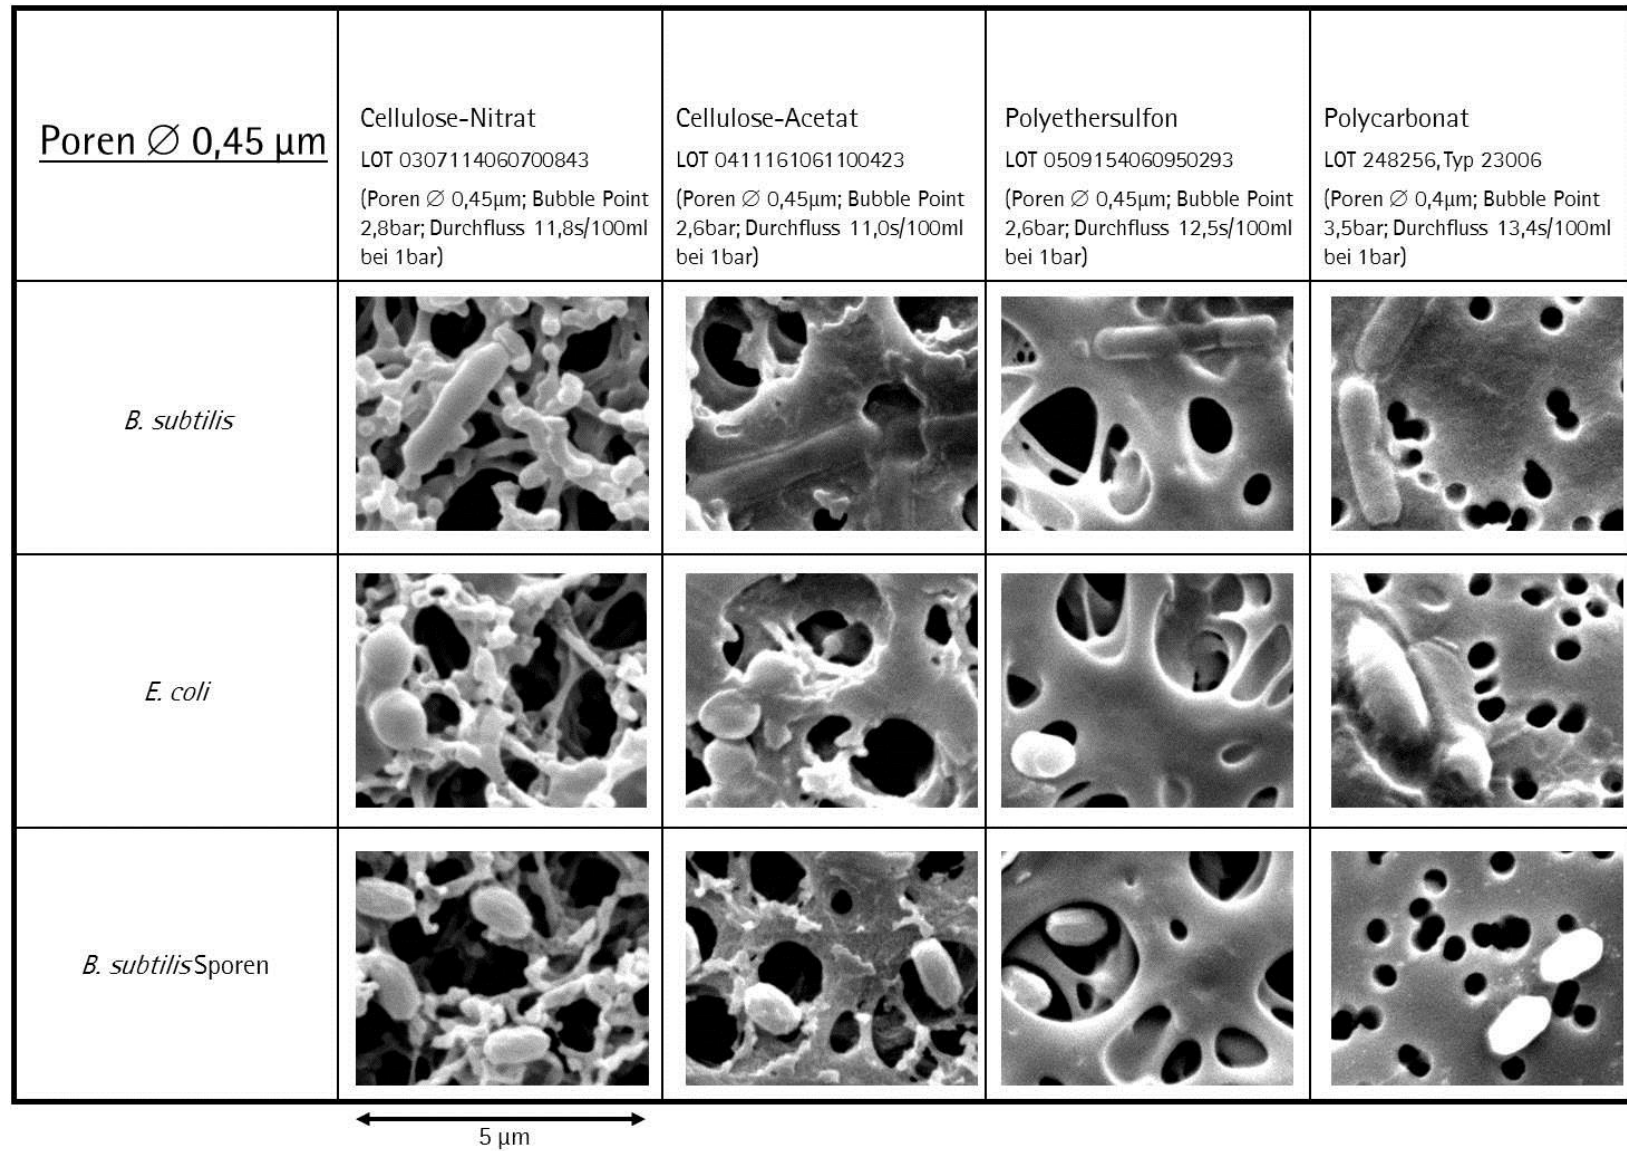 Poren Ø 0,45 µm
Cellulose-Nitrat
LOT 0307114060700843
(Poren Ø 0,45µm; Bubble Point
2,8bar; Durchfluss 11,8s/100ml
bei 1bar)
Cellulose-Acetat
LOT 0411161061100423
(Poren Ø 0,45µm; Bubble Point
2,6bar; Durchfluss 11,0s/100ml
bei 1bar)
Polyethersulfon
LOT 0509154060950293
(Poren Ø 0,45µm; Bubble Point
2,6bar; Durchfluss 12,5s/100ml
bei 1bar)
Polycarbonat
LOT 248256, Typ 23006
(Poren Ø 0,4µm; Bubble Point
3,5bar; Durchfluss 13,4s/100ml
bei 1bar)
B. subtilis
E. coli
B. subtilis Sporen
5 µm